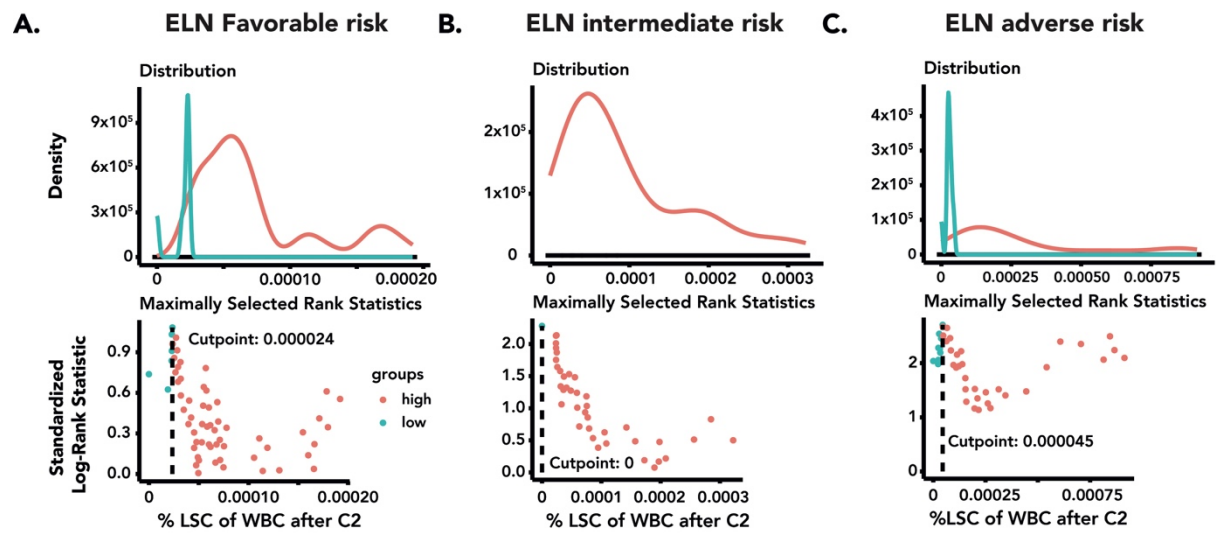 A. ELN Favorable risk
B. ELN intermediate risk
C. ELN adverse risk
Distribution
Density
9x10⁵
6x10⁵
3x10⁵
0
0 0.00010 0.00020
Distribution
2x10⁵
1x10⁵
0
0 0.0001 0.0002 0.0003
Distribution
4x10⁵
3x10⁵
2x10⁵
1x10⁵
0
0 0.00025 0.00050 0.00075
Maximally Selected Rank Statistics
Standardized
Log-Rank Statistic
0.9
0.6
0.3
0.0
Cutpoint: 0.000024
groups
high
low
0 0.00010 0.00020
% LSC of WBC after C2
Maximally Selected Rank Statistics
2.0
1.5
1.0
0.5
0.0
Cutpoint: 0
0 0.0001 0.0002 0.0003
% LSC of WBC after C2
Maximally Selected Rank Statistics
2
1
0
Cutpoint: 0.000045
0 0.00025 0.00075
%LSC of WBC after C2